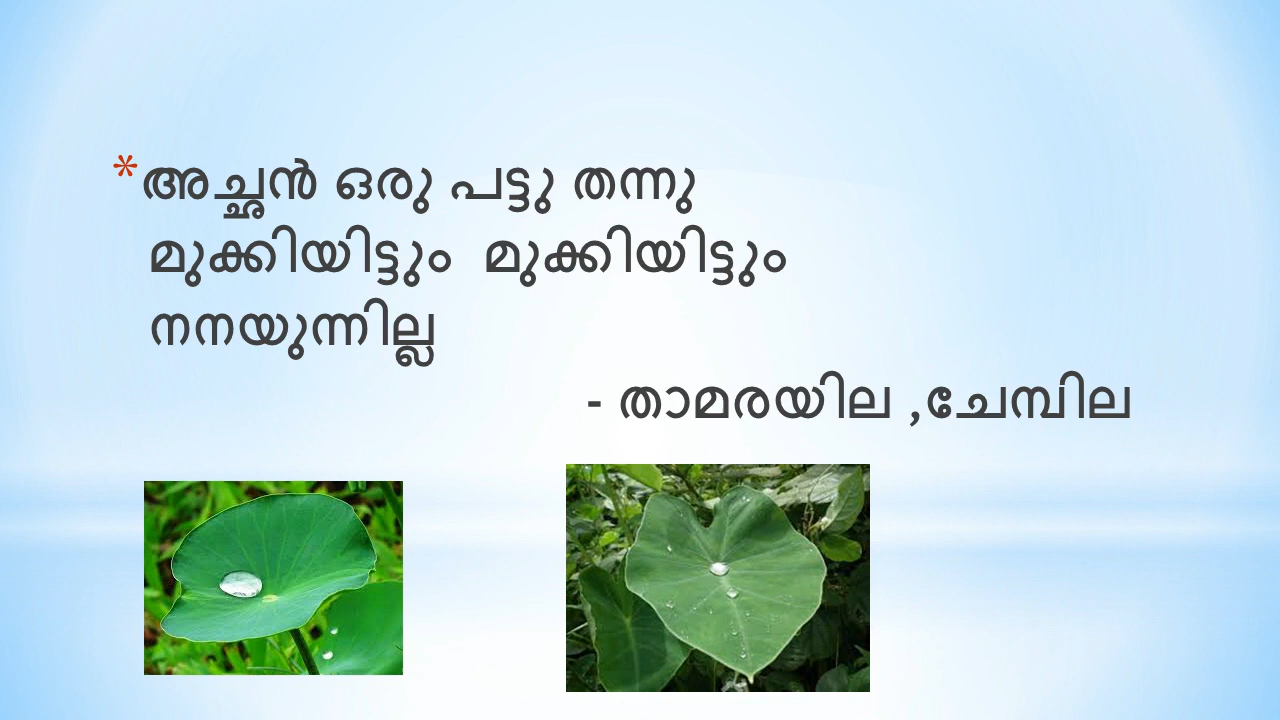 *അച്ഛൻ ഒരു പട്ടു തന്നു
മുക്കിയിട്ടും മുക്കിയിട്ടും
നനയുന്നില്ല
- താമരയില ,ചേമ്പില